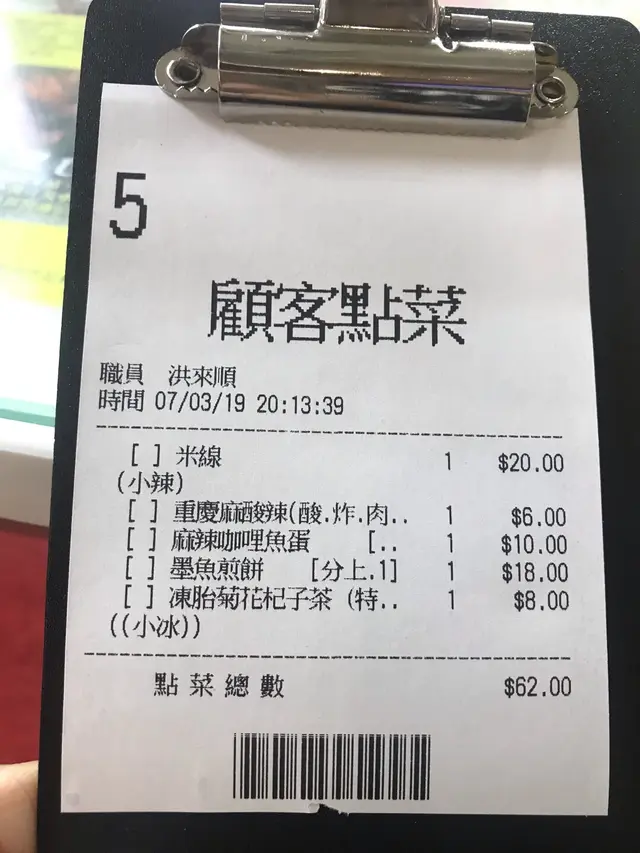 5
顧客點菜
職員 洪來順
時間 07/03/19 20:13:39
[ ] 米線 1 $20.00
(小辣)
[ ] 重慶麻酸辣(酸.炸.肉.. 1 $6.00
[ ] 麻辣咖哩魚蛋 [.. 1 $10.00
[ ] 墨魚煎餅 [分上.1] 1 $18.00
[ ] 凍胎菊花杞子茶 (特.. 1 $8.00
((小冰))
點菜總數 $62.00